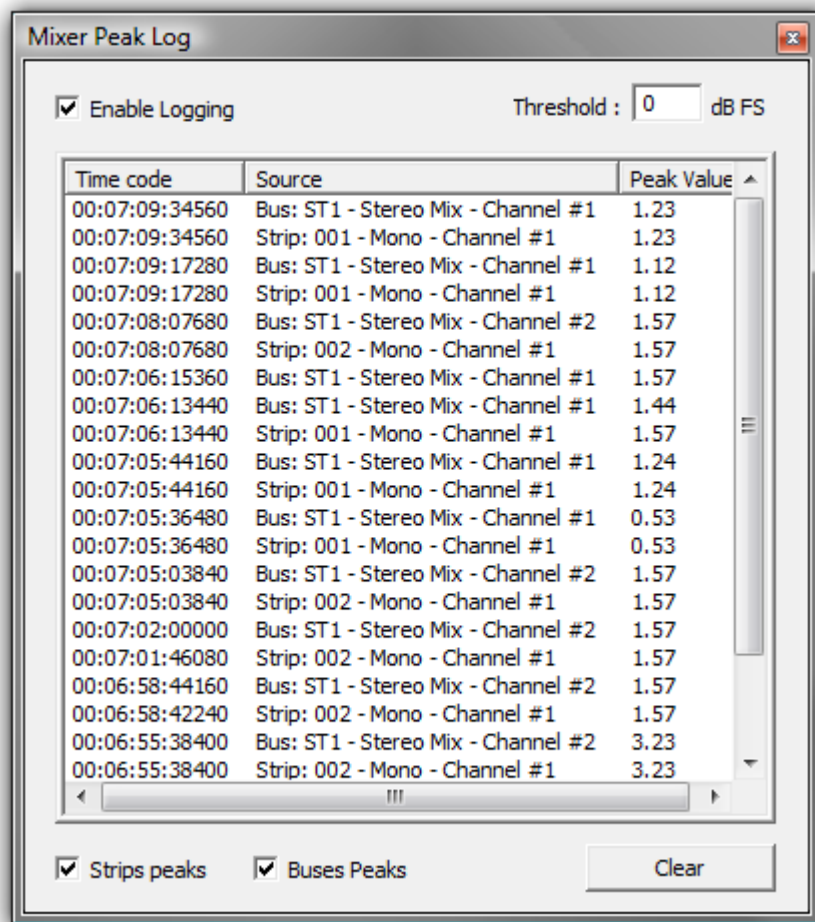 Mixer Peak Log
Enable Logging Threshold : 0 dB FS
Time code Source Peak Value
00:07:09:34560 Bus: ST1 - Stereo Mix - Channel #1 1.23
00:07:09:34560 Strip: 001 - Mono - Channel #1 1.23
00:07:09:17280 Bus: ST1 - Stereo Mix - Channel #1 1.12
00:07:09:17280 Strip: 001 - Mono - Channel #1 1.12
00:07:08:07680 Bus: ST1 - Stereo Mix - Channel #2 1.57
00:07:08:07680 Strip: 002 - Mono - Channel #1 1.57
00:07:06:15360 Bus: ST1 - Stereo Mix - Channel #1 1.57
00:07:06:13440 Bus: ST1 - Stereo Mix - Channel #1 1.44
00:07:06:13440 Strip: 001 - Mono - Channel #1 1.57
00:07:05:44160 Bus: ST1 - Stereo Mix - Channel #1 1.24
00:07:05:44160 Strip: 001 - Mono - Channel #1 1.24
00:07:05:36480 Bus: ST1 - Stereo Mix - Channel #1 0.53
00:07:05:36480 Strip: 001 - Mono - Channel #1 0.53
00:07:05:03840 Bus: ST1 - Stereo Mix - Channel #2 1.57
00:07:05:03840 Strip: 002 - Mono - Channel #1 1.57
00:07:02:00000 Bus: ST1 - Stereo Mix - Channel #2 1.57
00:07:01:46080 Strip: 002 - Mono - Channel #1 1.57
00:06:58:44160 Bus: ST1 - Stereo Mix - Channel #2 1.57
00:06:58:42240 Strip: 002 - Mono - Channel #1 1.57
00:06:55:38400 Bus: ST1 - Stereo Mix - Channel #2 3.23
00:06:55:38400 Strip: 002 - Mono - Channel #1 3.23
Strips peaks Buses Peaks Clear